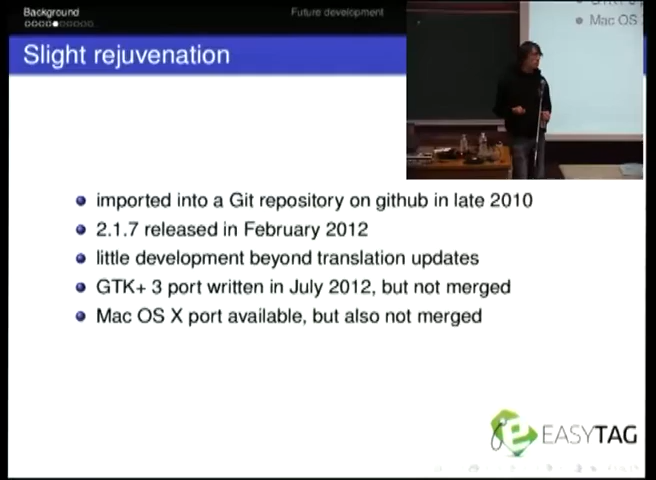 Background
Future development
Mac OS
Slight rejuvenation
imported into a Git repository on github in late 2010
2.1.7 released in February 2012
little development beyond translation updates
GTK+ 3 port written in July 2012, but not merged
Mac OS X port available, but also not merged
EASYTAG